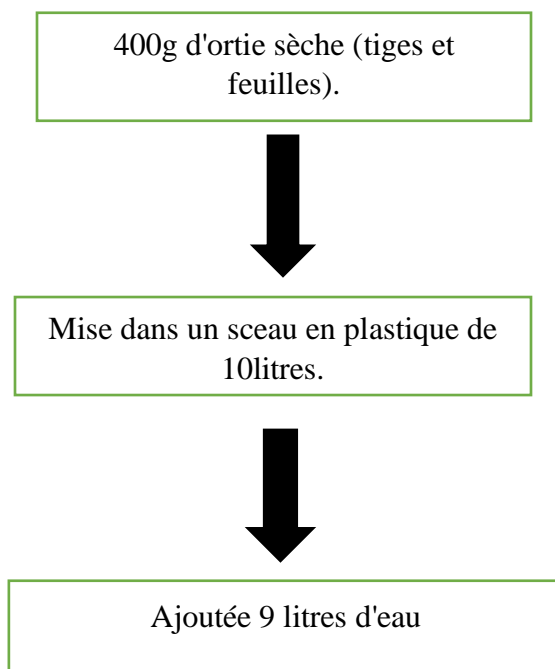 400g d'ortie sèche (tiges et
feuilles).
Mise dans un sceau en plastique de
10litres.
Ajoutée 9 litres d'eau